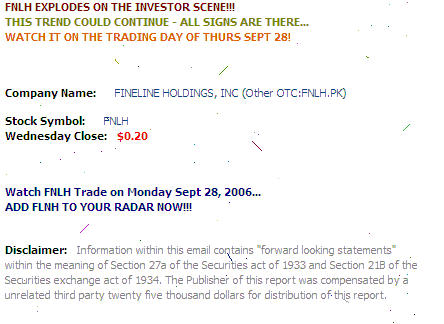 FNLH EXPLODES ON THE INVESTOR SCENE!!!
THIS TREND COULD CONTINUE - ALL SIGNS ARE THERE...
WATCH IT ON THE TRADING DAY OF THURS SEPT 28!
Company Name: FINELINE HOLDINGS, INC (Other OTC:FNLH.PK)
Stock Symbol: FNLH
Wednesday Close: $0.20
Watch FNLH Trade on Monday Sept 28, 2006...
ADD FLNH TO YOUR RADAR NOW!!!
Disclaimer: Information within this email contains "forward looking statements"
within the meaning of Section 27a of the Securities act of 1933 and Section 21B of the
Securities exchange act of 1934. The Publisher of this report was compensated by a
unrelated third party twenty five thousand dollars for distribution of this report.